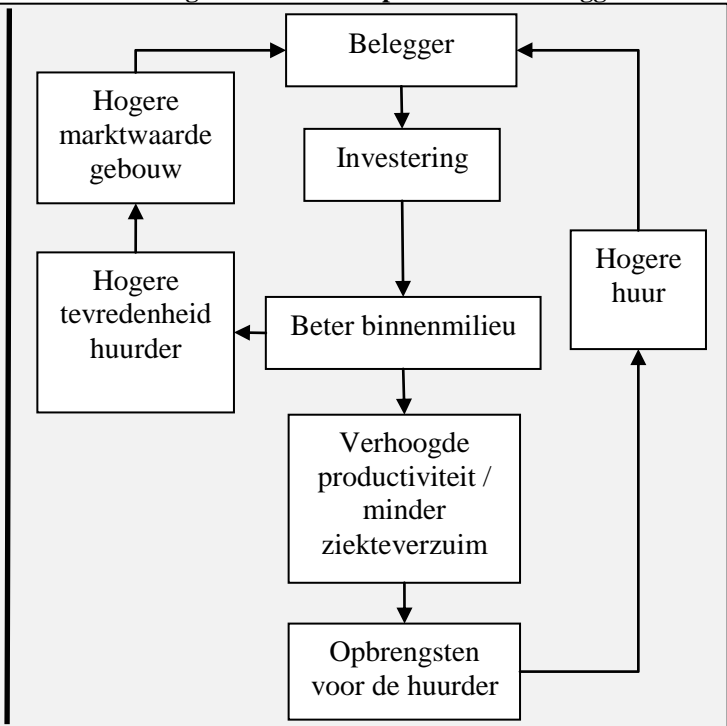 Belegger
Hogere
marktwaarde
gebouw
Investering
Hogere
tevredenheid
huurder
Hogere
huur
Beter binnenmilieu
Verhoogde
productiviteit /
minder
ziekteverzuim
Opbrengsten
voor de huurder